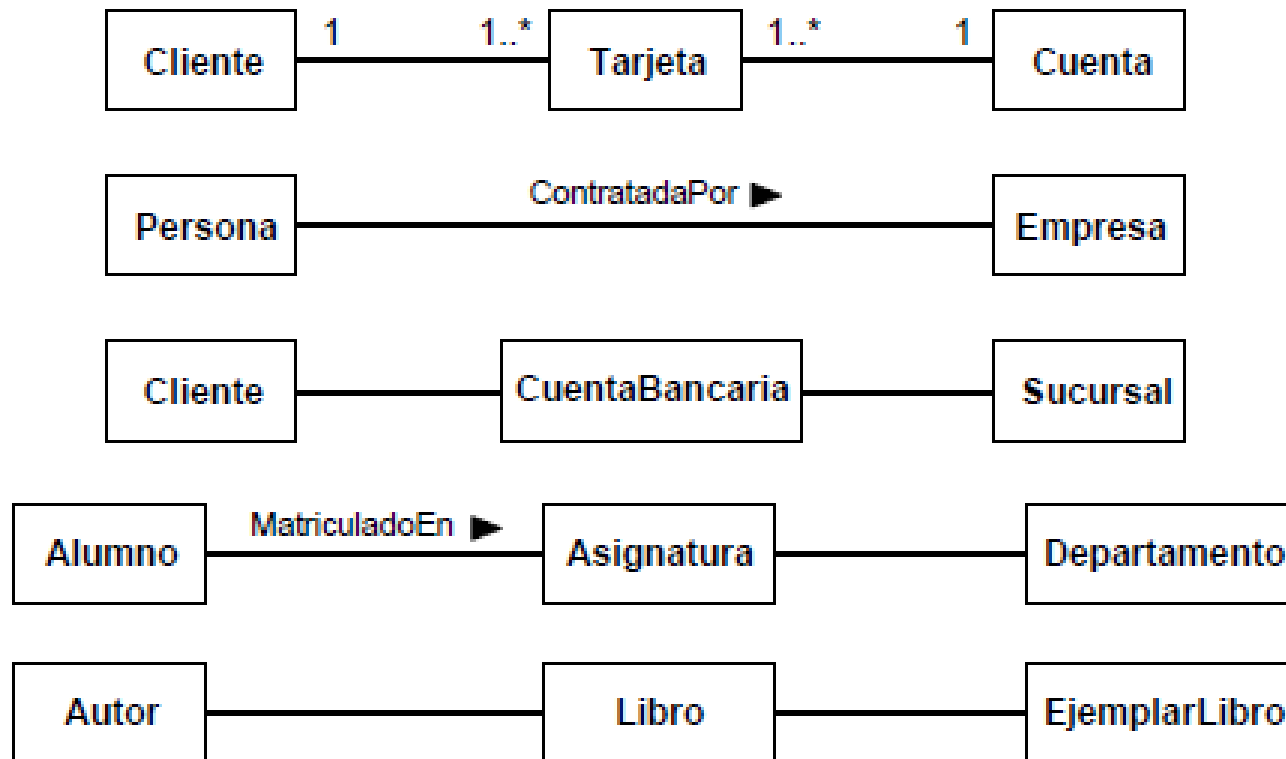 1 1..* 1..* 1
Cliente Tarjeta Cuenta
ContratadaPor ►
Persona Empresa
Cliente CuentaBancaria Sucursal
MatriculadoEn ►
Alumno Asignatura Departamento
Autor Libro EjemplarLibro